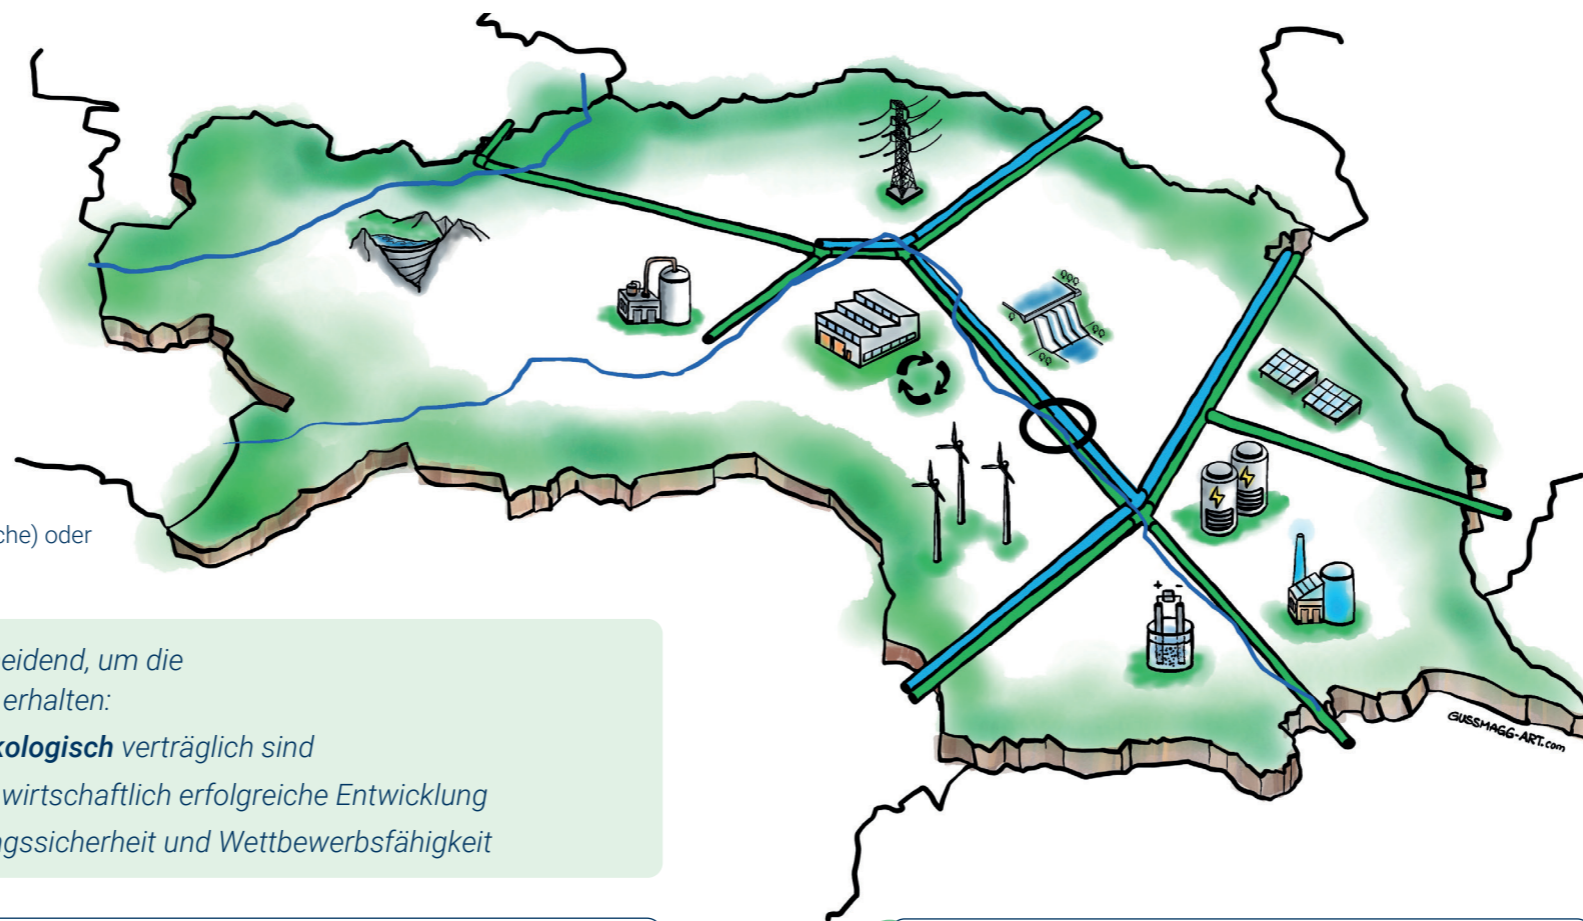 che) oder
eidend, um die
erhalten:
kologisch verträglich sind
wirtschaftlich erfolgreiche Entwicklung
gssicherheit und Wettbewerbsfähigkeit
+ -
GUSSMAGG-ART.com